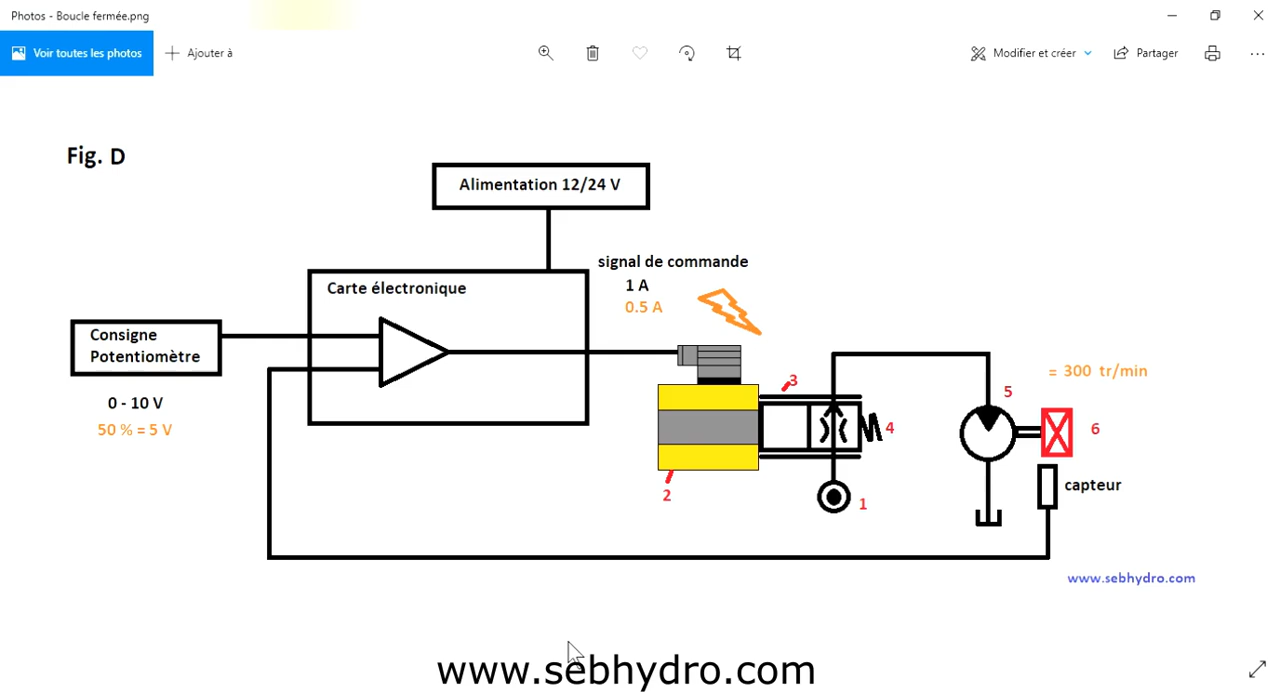 Photos - Boucle fermée.png
Voir toutes les photos
Ajouter à
Modifier et créer
Partager
Fig. D
Alimentation 12/24 V
signal de commande
1 A
0.5 A
Carte électronique
Consigne
Potentiomètre
0 - 10 V
50 % = 5 V
3
= 300 tr/min
5
4
6
2
1
capteur
www.sebhydro.com
www.sebhydro.com